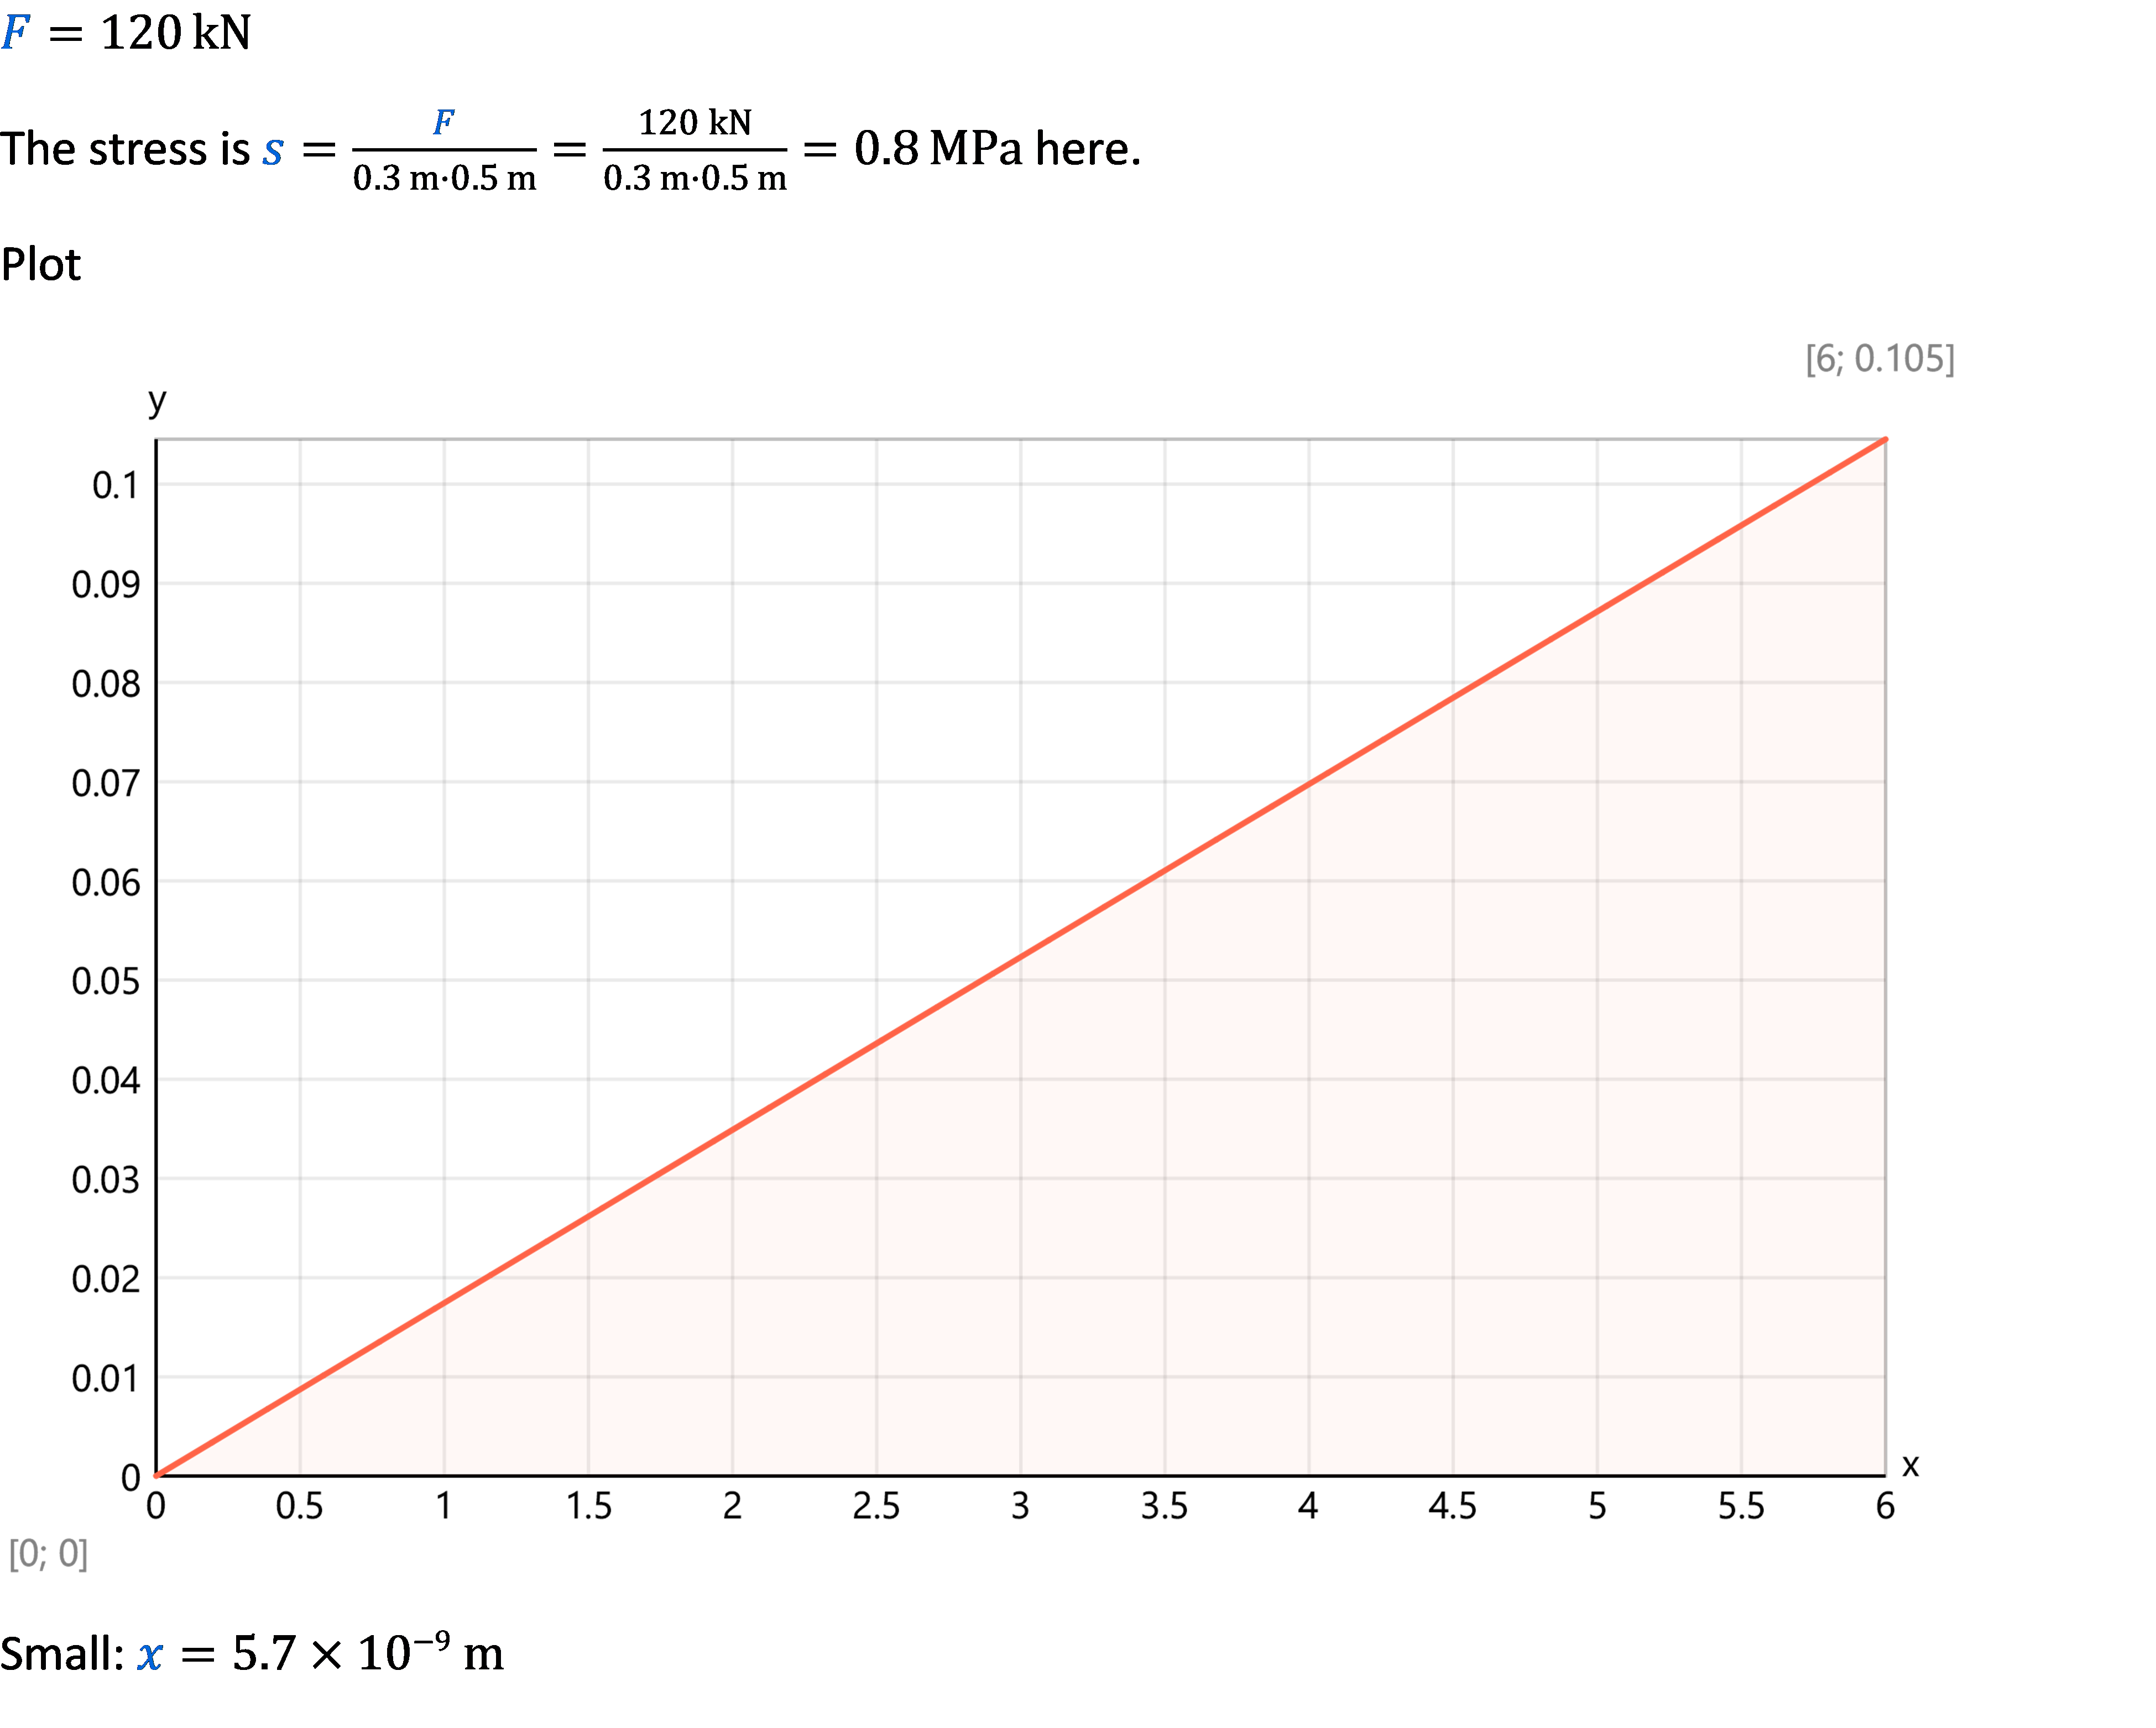 F = 120 kN
The stress is s = F / (0.3 m·0.5 m) = 120 kN / (0.3 m·0.5 m) = 0.8 MPa here.
Plot
[6; 0.105]
y
0.1
0.09
0.08
0.07
0.06
0.05
0.04
0.03
0.02
0.01
0
x
0 0.5 1 1.5 2 2.5 3 3.5 4 4.5 5 5.5 6
[0; 0]
Small: x = 5.7 × 10⁻⁹ m